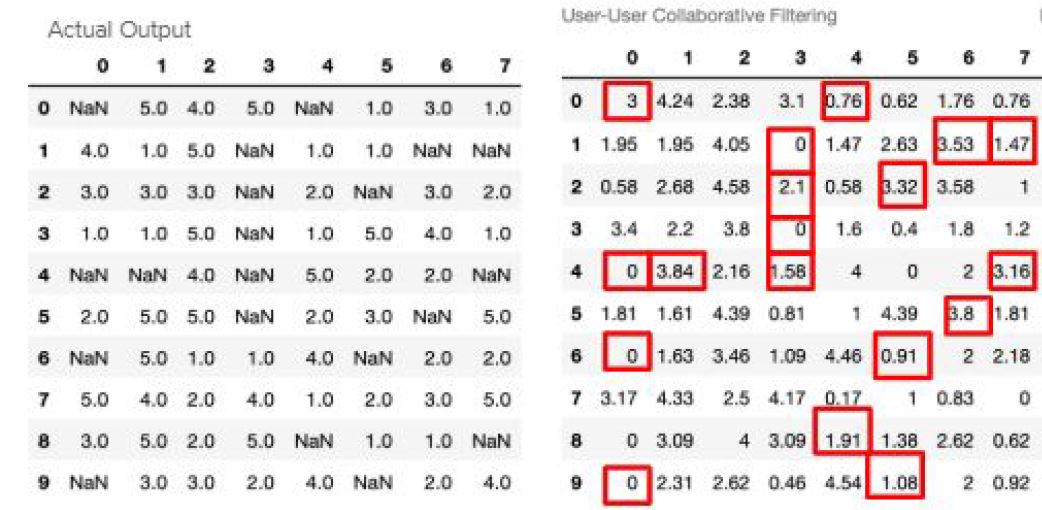 Actual Output
0 1 2 3 4 5 6 7
0 NaN 5.0 4.0 5.0 NaN 1.0 3.0 1.0
1 4.0 1.0 5.0 NaN 1.0 1.0 NaN NaN
2 3.0 3.0 3.0 NaN 2.0 NaN 3.0 2.0
3 1.0 1.0 5.0 NaN 1.0 5.0 4.0 1.0
4 NaN NaN 4.0 NaN 5.0 2.0 2.0 NaN
5 2.0 5.0 5.0 NaN 2.0 3.0 NaN 5.0
6 NaN 5.0 1.0 1.0 4.0 NaN 2.0 2.0
7 5.0 4.0 2.0 4.0 1.0 2.0 3.0 5.0
8 3.0 5.0 2.0 5.0 NaN 1.0 1.0 NaN
9 NaN 3.0 3.0 2.0 4.0 NaN 2.0 4.0
User-User Collaborative Filtering
0 1 2 3 4 5 6 7
0 3 4.24 2.38 3.1 0.76 0.62 1.76 0.76
1 1.95 1.95 4.05 0 1.47 2.63 3.53 1.47
2 0.58 2.68 4.58 2.1 0.58 3.32 3.58 1
3 3.4 2.2 3.8 0 1.6 0.4 1.8 1.2
4 0 3.84 2.16 1.58 4 0 2 3.16
5 1.81 1.61 4.39 0.81 1 4.39 3.8 1.81
6 0 1.63 3.46 1.09 4.46 0.91 2 2.18
7 3.17 4.33 2.5 4.17 0.17 1 0.83 0
8 0 3.09 4 3.09 1.91 1.38 2.62 0.62
9 0 2.31 2.62 0.46 4.54 1.08 2 0.92